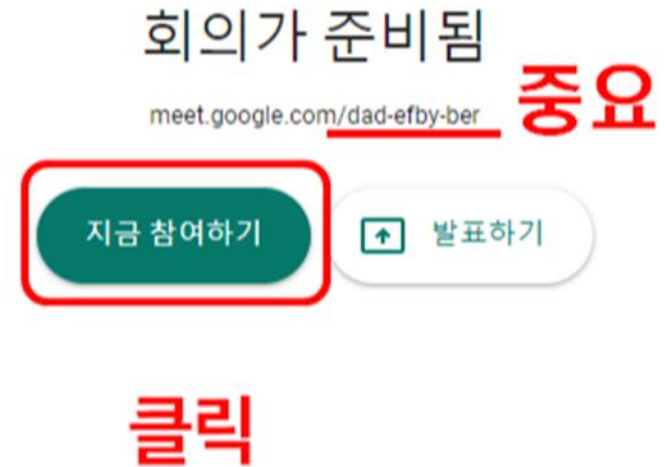 회의가 준비됨
meet.google.com/dad-efby-ber
중요
지금 참여하기
발표하기
클릭